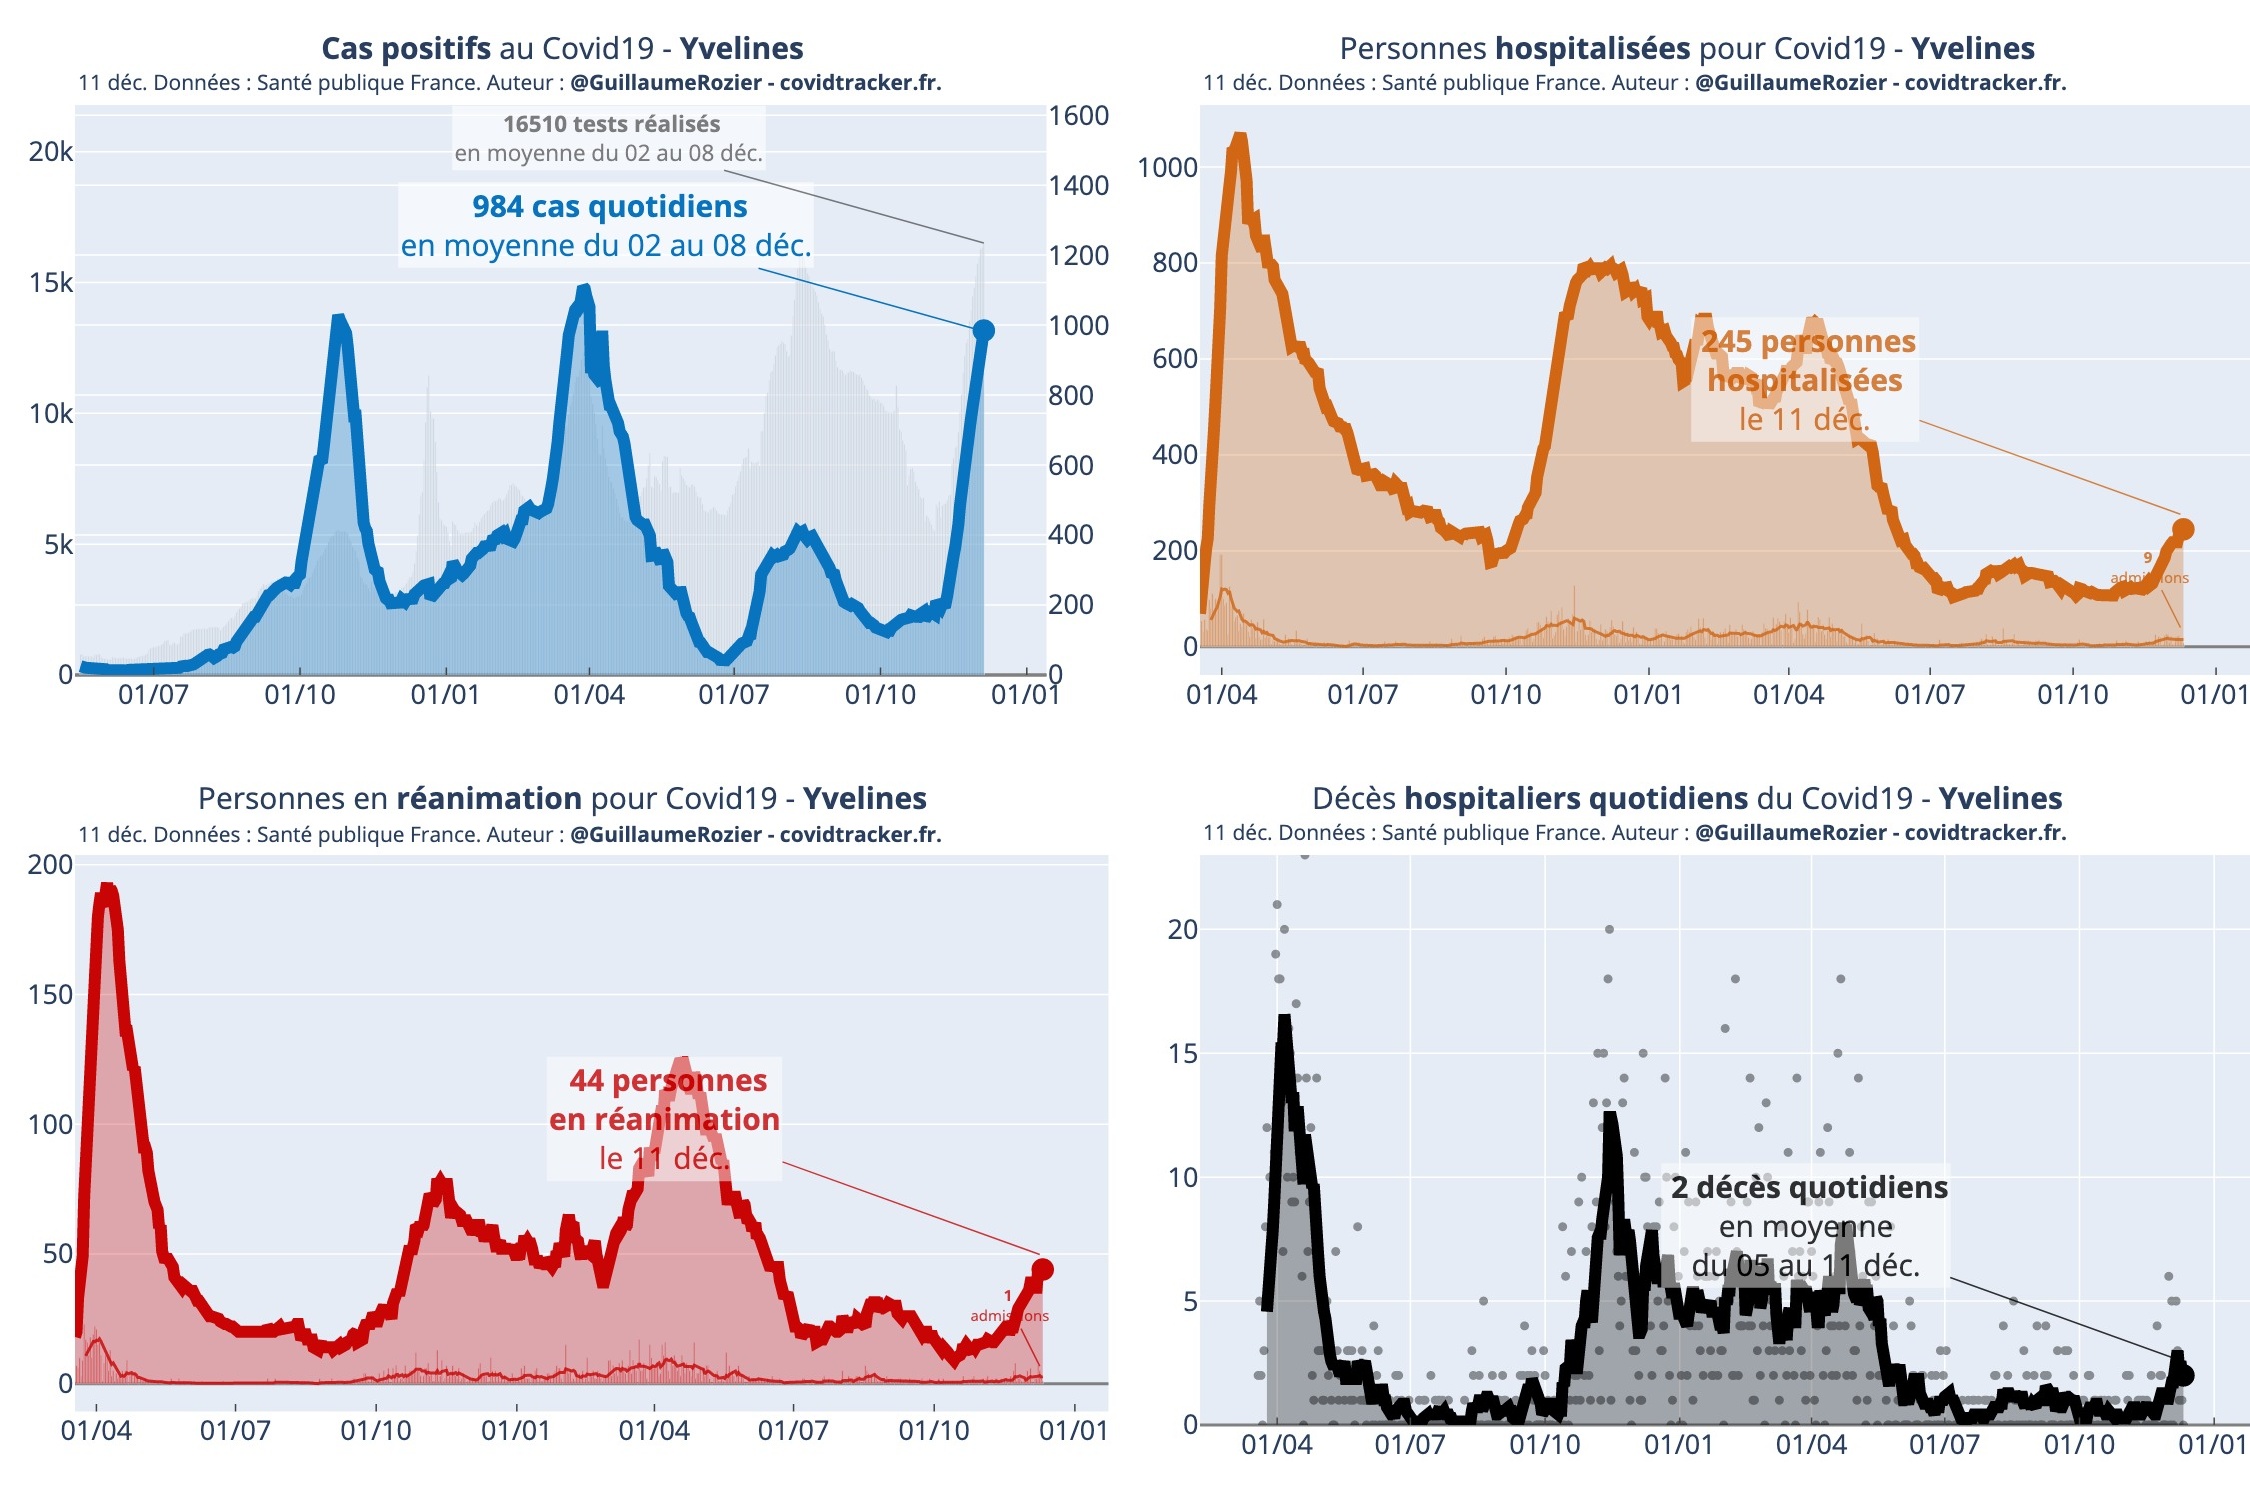 Cas positifs au Covid19 - Yvelines
11 déc. Données : Santé publique France. Auteur : @GuillaumeRozier - covidtracker.fr.
16510 tests réalisés
en moyenne du 02 au 08 déc.
984 cas quotidiens
en moyenne du 02 au 08 déc.
20k
15k
10k
5k
0
1600
1400
1200
1000
800
600
400
200
0
01/07 01/10 01/01 01/04 01/07 01/10 01/01
Personnes hospitalisées pour Covid19 - Yvelines
11 déc. Données : Santé publique France. Auteur : @GuillaumeRozier - covidtracker.fr.
1000
800
600
400
200
0
245 personnes
hospitalisées
le 11 déc.
9
admissions
01/04 01/07 01/10 01/01 01/04 01/07 01/10 01/01
Personnes en réanimation pour Covid19 - Yvelines
11 déc. Données : Santé publique France. Auteur : @GuillaumeRozier - covidtracker.fr.
200
150
100
50
0
44 personnes
en réanimation
le 11 déc.
1
admissions
01/04 01/07 01/10 01/01 01/04 01/07 01/10 01/01
Décès hospitaliers quotidiens du Covid19 - Yvelines
11 déc. Données : Santé publique France. Auteur : @GuillaumeRozier - covidtracker.fr.
20
15
10
5
0
2 décès quotidiens
en moyenne
du 05 au 11 déc.
01/04 01/07 01/10 01/01 01/04 01/07 01/10 01/01